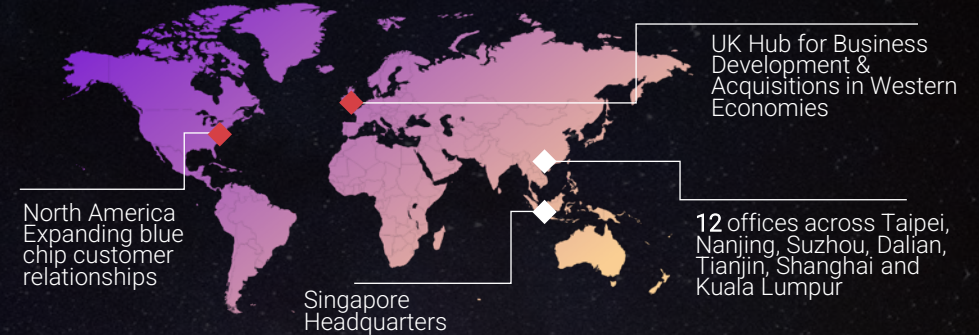 UK Hub for Business
Development &
Acquisitions in Western
Economies
North America
Expanding blue
chip customer
relationships
12 offices across Taipei,
Nanjing, Suzhou, Dalian,
Tianjin, Shanghai and
Kuala Lumpur
Singapore
Headquarters